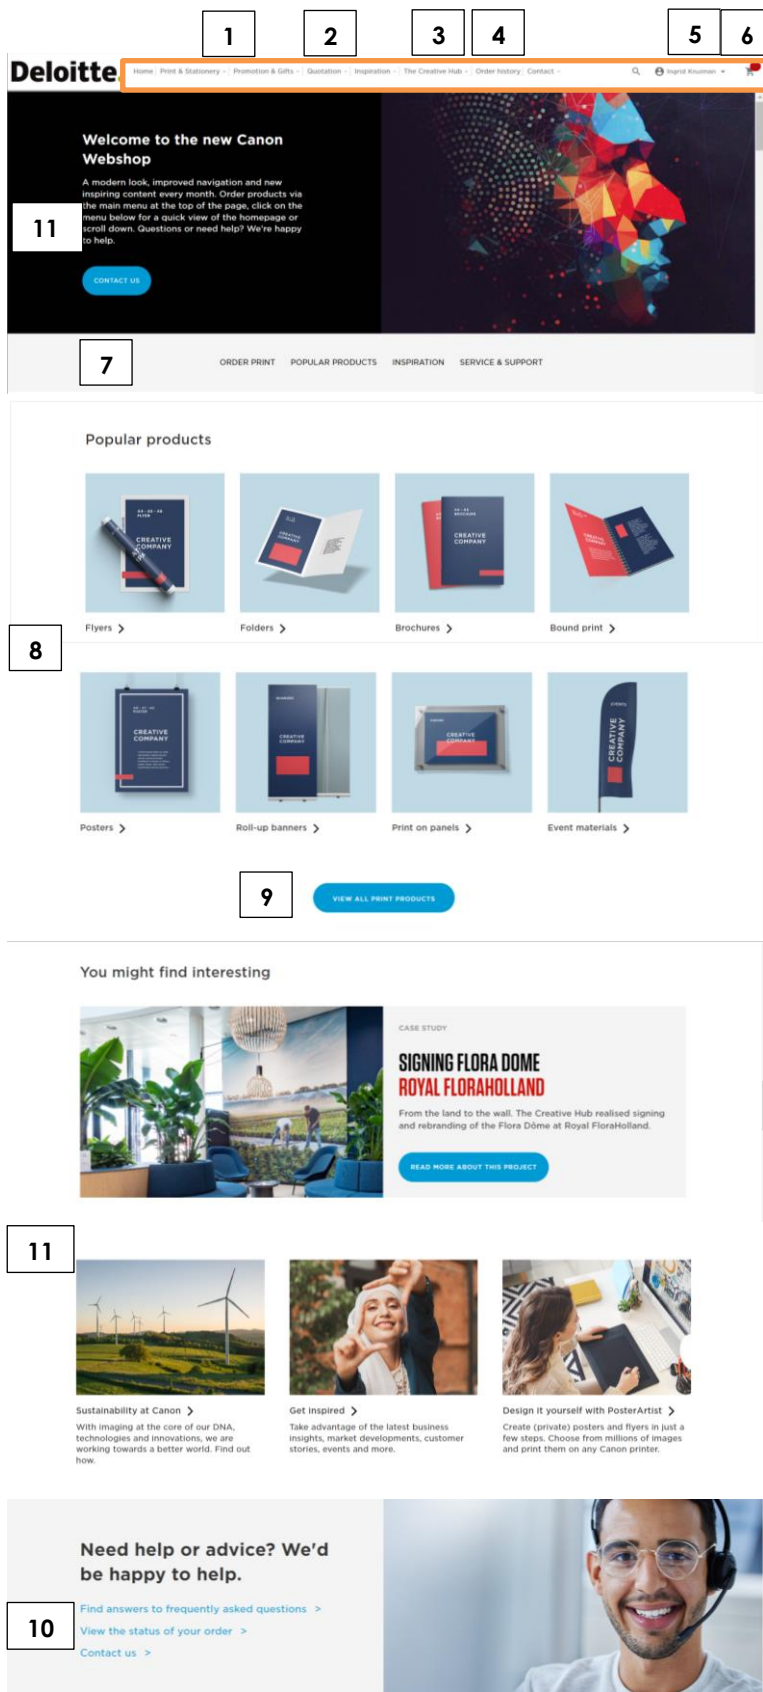 1 2 3 4 5 6
Deloitte.
Home Print & Stationery Promotion & Gifts Quotation Inspiration The Creative Hub Order history Contact Ingrid Knuiman
Welcome to the new Canon
Webshop
A modern look, improved navigation and new
inspiring content every month. Order products via
the main menu at the top of the page, click on the
menu below for a quick view of the homepage or
scroll down. Questions or need help? We're happy
to help.
11
CONTACT US
7
ORDER PRINT POPULAR PRODUCTS INSPIRATION SERVICE & SUPPORT
Popular products
CREATIVE
COMPANY
CREATIVE
COMPANY
CREATIVE
COMPANY
Flyers >
Folders >
Brochures >
Bound print >
8
CREATIVE
COMPANY
CREATIVE
COMPANY
CREATIVE
COMPANY
CREATIVE
COMPANY
Posters >
Roll-up banners >
Print on panels >
Event materials >
9
VIEW ALL PRINT PRODUCTS
You might find interesting
CASE STUDY
SIGNING FLORA DOME
ROYAL FLORAHOLLAND
From the land to the wall. The Creative Hub realised signing
and rebranding of the Flora Dôme at Royal FloraHolland.
READ MORE ABOUT THIS PROJECT
11
Sustainability at Canon >
With imaging at the core of our DNA,
technologies and innovations, we are
working towards a better world. Find out
how.
Get inspired >
Take advantage of the latest business
insights, market developments, customer
stories, events and more.
Design it yourself with PosterArtist >
Create (private) posters and flyers in just a
few steps. Choose from millions of images
and print them on any Canon printer.
Need help or advice? We'd
be happy to help.
Find answers to frequently asked questions >
10
View the status of your order >
Contact us >